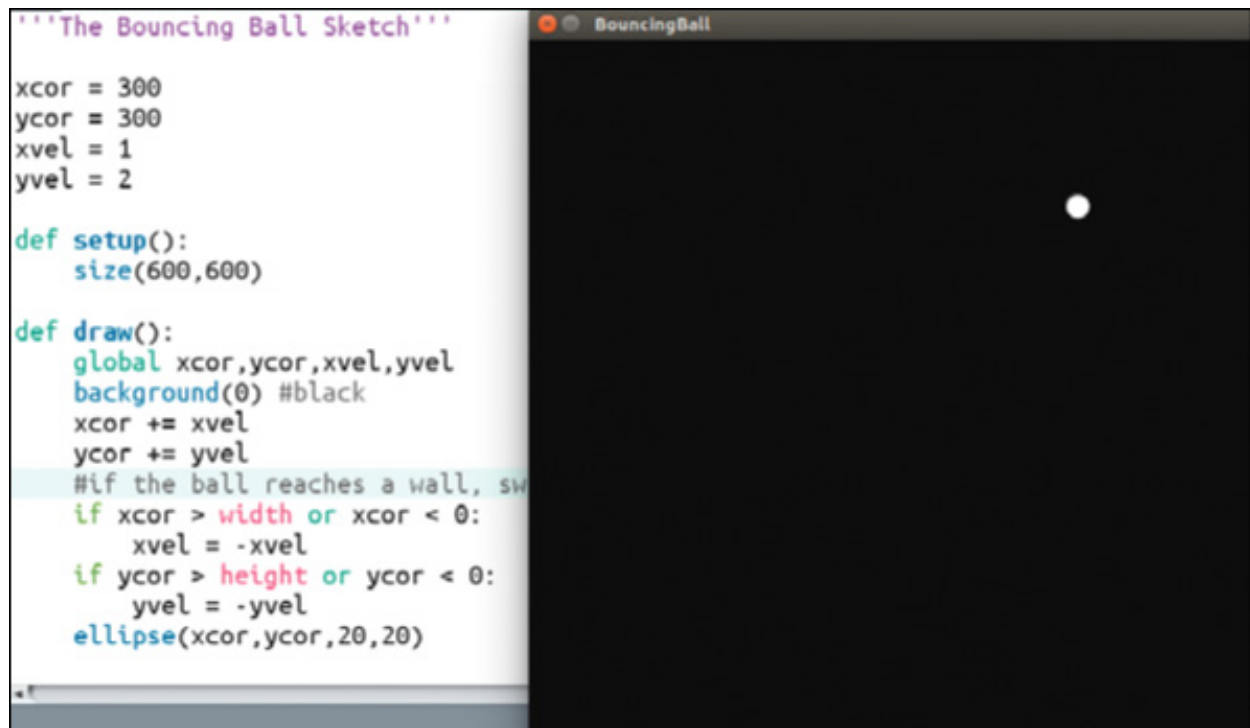 '''The Bouncing Ball Sketch'''
BouncingBall
xcor = 300
ycor = 300
xvel = 1
yvel = 2
def setup():
    size(600,600)
def draw():
    global xcor,ycor,xvel,yvel
    background(0) #black
    xcor += xvel
    ycor += yvel
    #if the ball reaches a wall, sw
    if xcor > width or xcor < 0:
        xvel = -xvel
    if ycor > height or ycor < 0:
        yvel = -yvel
    ellipse(xcor,ycor,20,20)